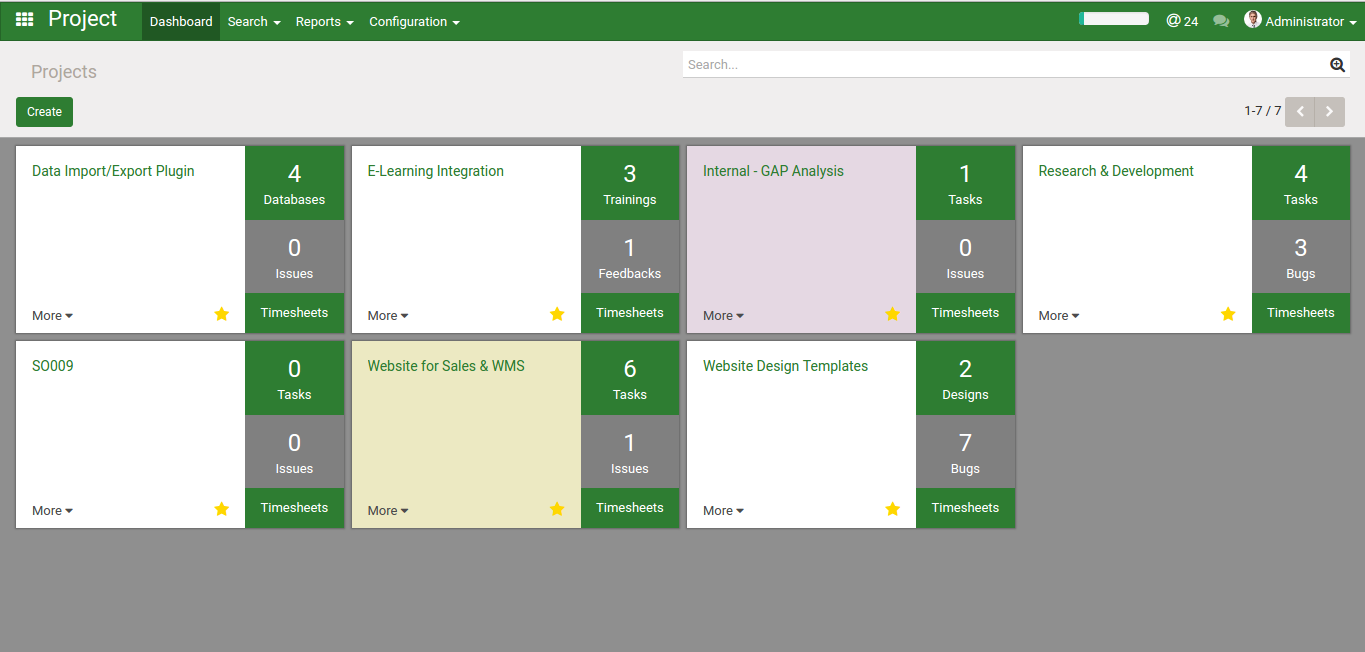 Project
Dashboard
Search
Reports
Configuration
@ 24
Administrator
Projects
Search...
Create
1-7 / 7
Data Import/Export Plugin
4
Databases
0
Issues
More
Timesheets
E-Learning Integration
3
Trainings
1
Feedbacks
More
Timesheets
Internal - GAP Analysis
1
Tasks
0
Issues
More
Timesheets
Research & Development
4
Tasks
3
Bugs
More
Timesheets
SO009
0
Tasks
0
Issues
More
Timesheets
Website for Sales & WMS
6
Tasks
1
Issues
More
Timesheets
Website Design Templates
2
Designs
7
Bugs
More
Timesheets